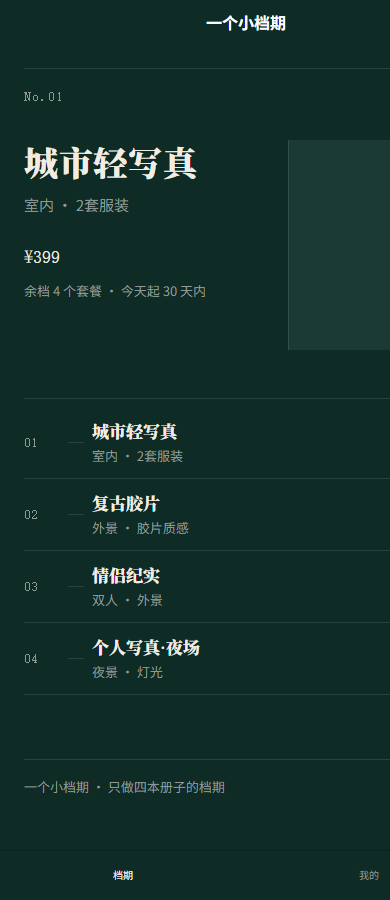 一个小档期
No.01
城市轻写真
室内 · 2套服装
¥399
余档 4 个套餐 · 今天起 30 天内
01
城市轻写真
室内 · 2套服装
02
复古胶片
外景 · 胶片质感
03
情侣纪实
双人 · 外景
04
个人写真·夜场
夜景 · 灯光
一个小档期 · 只做四本册子的档期
档期
我的